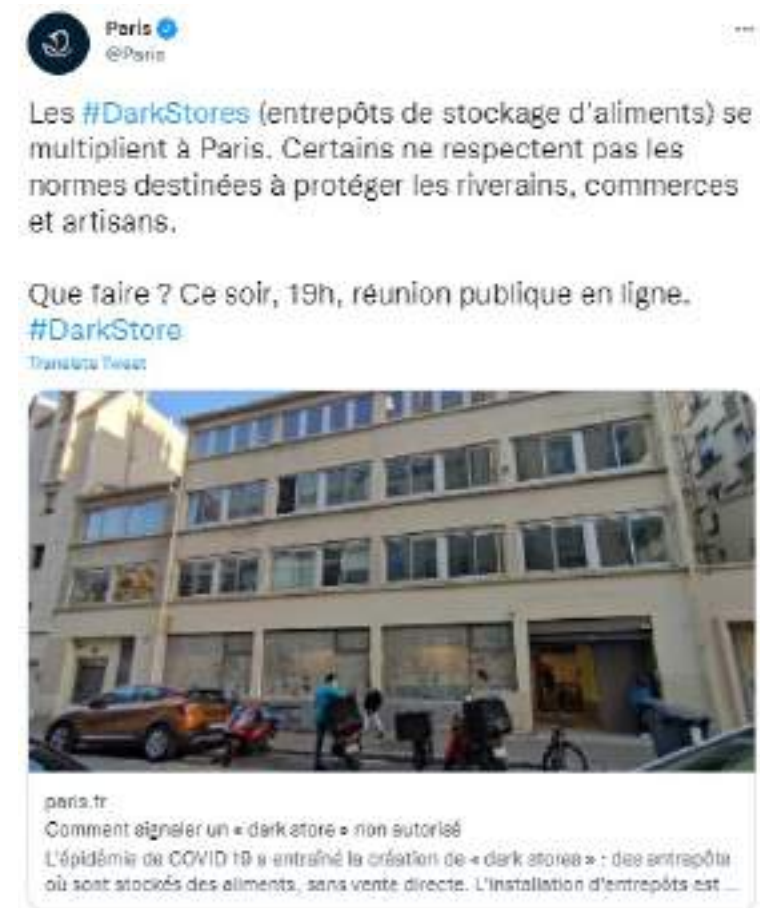 Paris
@Paris
Les #DarkStores (entrepôts de stockage d'aliments) se
multiplient à Paris. Certains ne respectent pas les
normes destinées à protéger les riverains, commerces
et artisans.
Que faire ? Ce soir, 19h, réunion publique en ligne.
#DarkStore
Translate Tweet
paris.fr
Comment signaler un « dark store » non autorisé
L'épidémie de COVID 19 a entraîné la création de « dark stores » : des entrepôts
où sont stockés des aliments, sans vente directe. L'installation d'entrepôts est ...